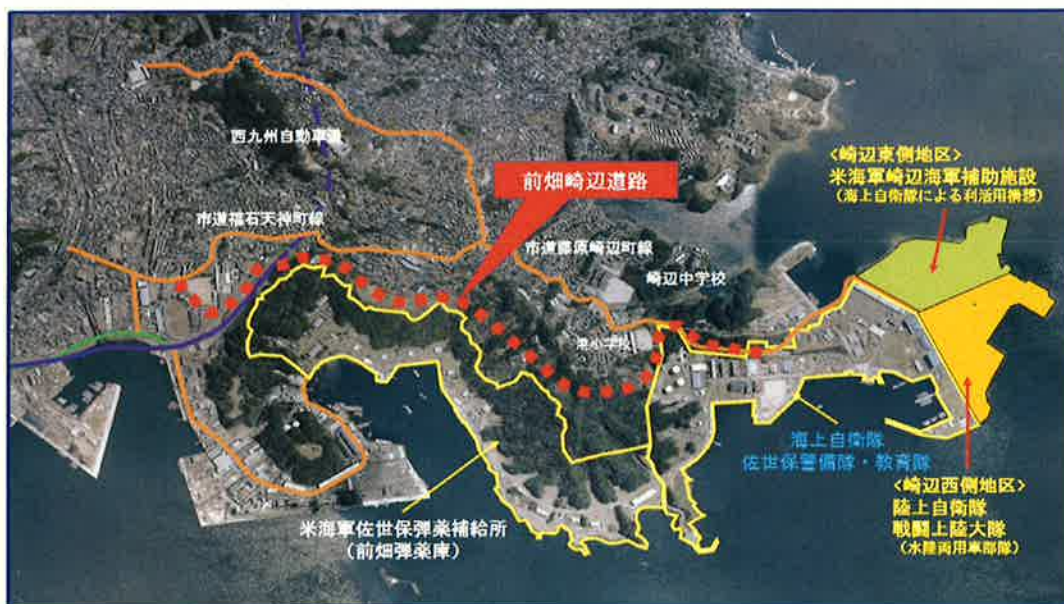 西九州自動車道
前畑崎辺道路
<崎辺東側地区>
米海軍崎辺海軍補助施設
(海上自衛隊による利活用構想)
市道福石天神町線
市道藤原崎辺町線
崎辺中学校
港小学校
海上自衛隊
佐世保警備隊・教育隊
<崎辺西側地区>
陸上自衛隊
戦闘上陸大隊
(水陸両用車部隊)
米海軍佐世保弾薬補給所
(前畑弾薬庫)